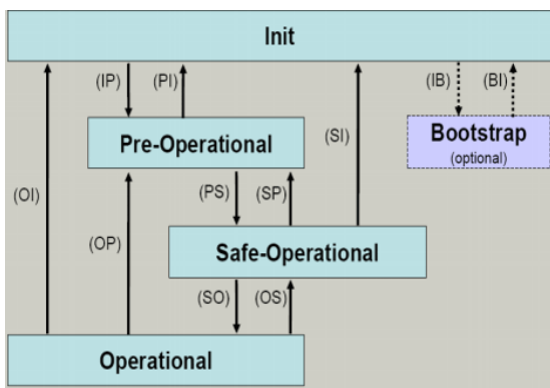 Init
(IP) (PI) (IB) (BI)
Bootstrap
(optional)
Pre-Operational
(SI)
(OI)
(PS) (SP)
(OP)
Safe-Operational
(SO) (OS)
Operational